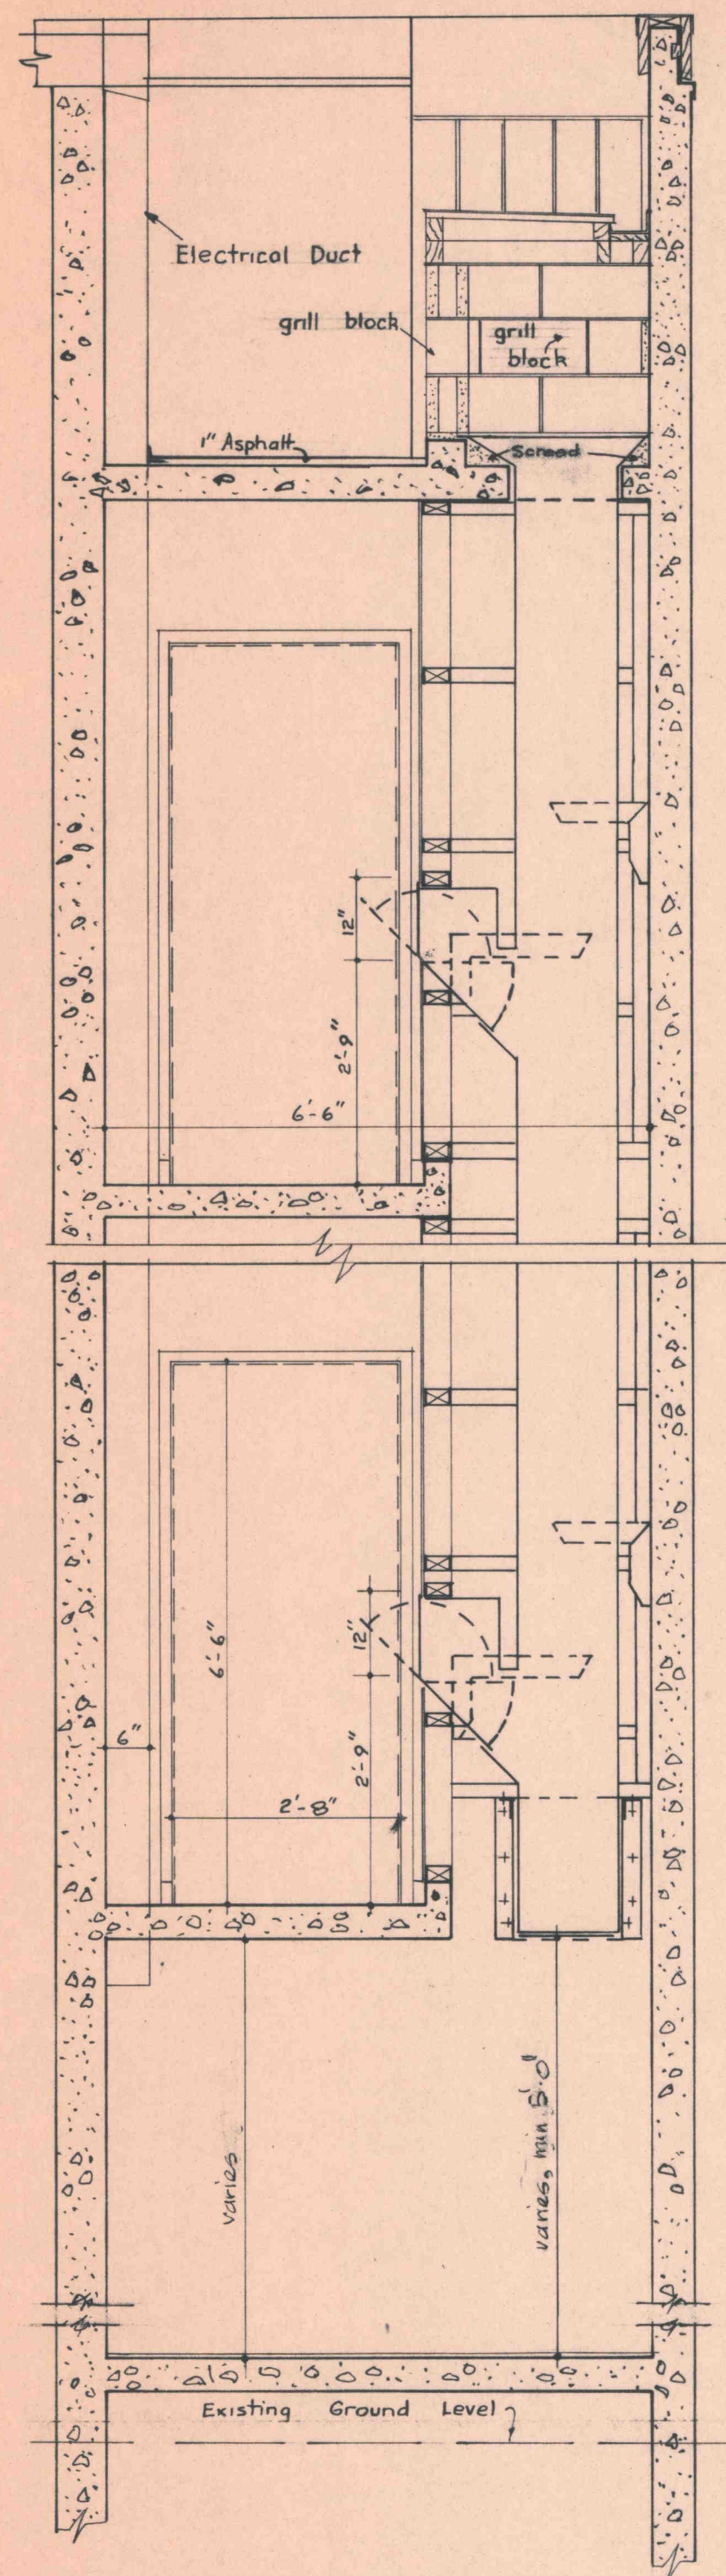 Electrical Duct
grill block
grill
block
1" Asphalt
Screed
12"
2'-9"
6'-6"
6'-6"
12"
6"
2'-9"
2'-8"
varies
varies, min 5'-0"
Existing Ground Level